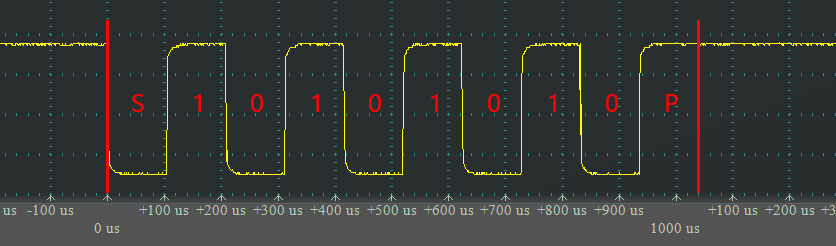 S 1 0 1 0 1 0 1 0 P
us -100 us +100 us +200 us +300 us +400 us +500 us +600 us +700 us +800 us +900 us +100 us +200 us +3
0 us 1000 us